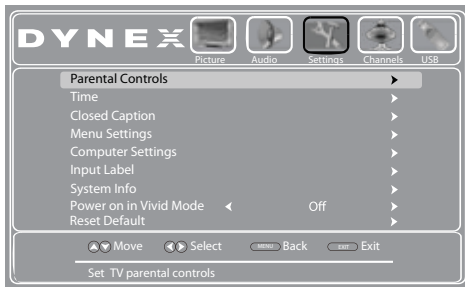 DYNEX
Picture Audio Settings Channels USB
Parental Controls
Time
Closed Caption
Menu Settings
Computer Settings
Input Label
System Info
Power on in Vivid Mode Off
Reset Default
Move Select MENU Back EXIT Exit
Set TV parental controls